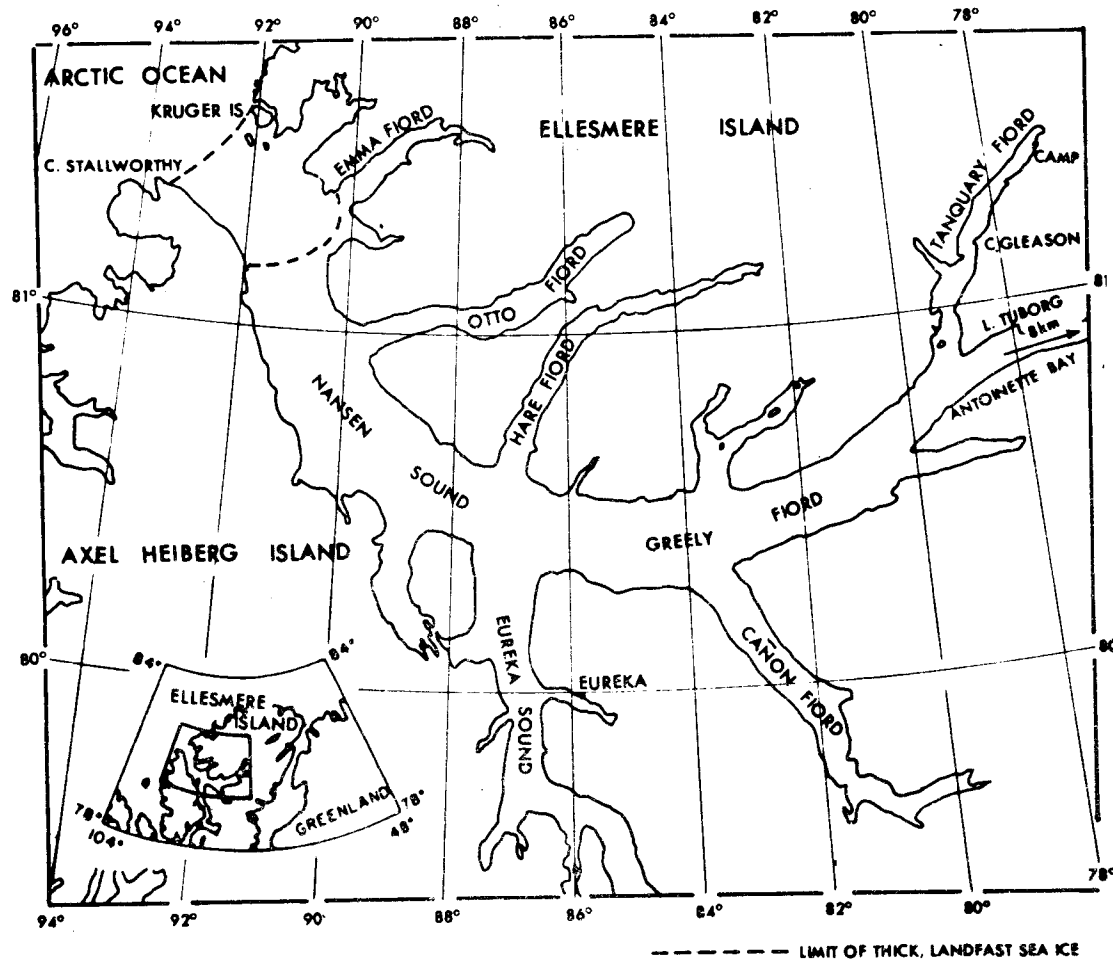 96° 94° 92° 90° 88° 86° 84° 82° 80° 78°
ARCTIC OCEAN
KRUGER IS
C. STALLWORTHY
EMMA FIORD
ELLESMERE ISLAND
TANQUARY FIORD
CAMP
C. GLEASON
81°
81
OTTO FIORD
L. TUBORG
8km
HARE FIORD
ANTOINETTE BAY
NANSEN SOUND
GREELY FIORD
AXEL HEIBERG ISLAND
80°
80
EUREKA SOUND
EUREKA
CAÑON FIORD
84° 84°
ELLESMERE
ISLAND
GREENLAND
78° 78°
104° 48°
78°
94° 92° 90° 88° 86° 84° 82° 80°
LIMIT OF THICK, LANDFAST SEA ICE